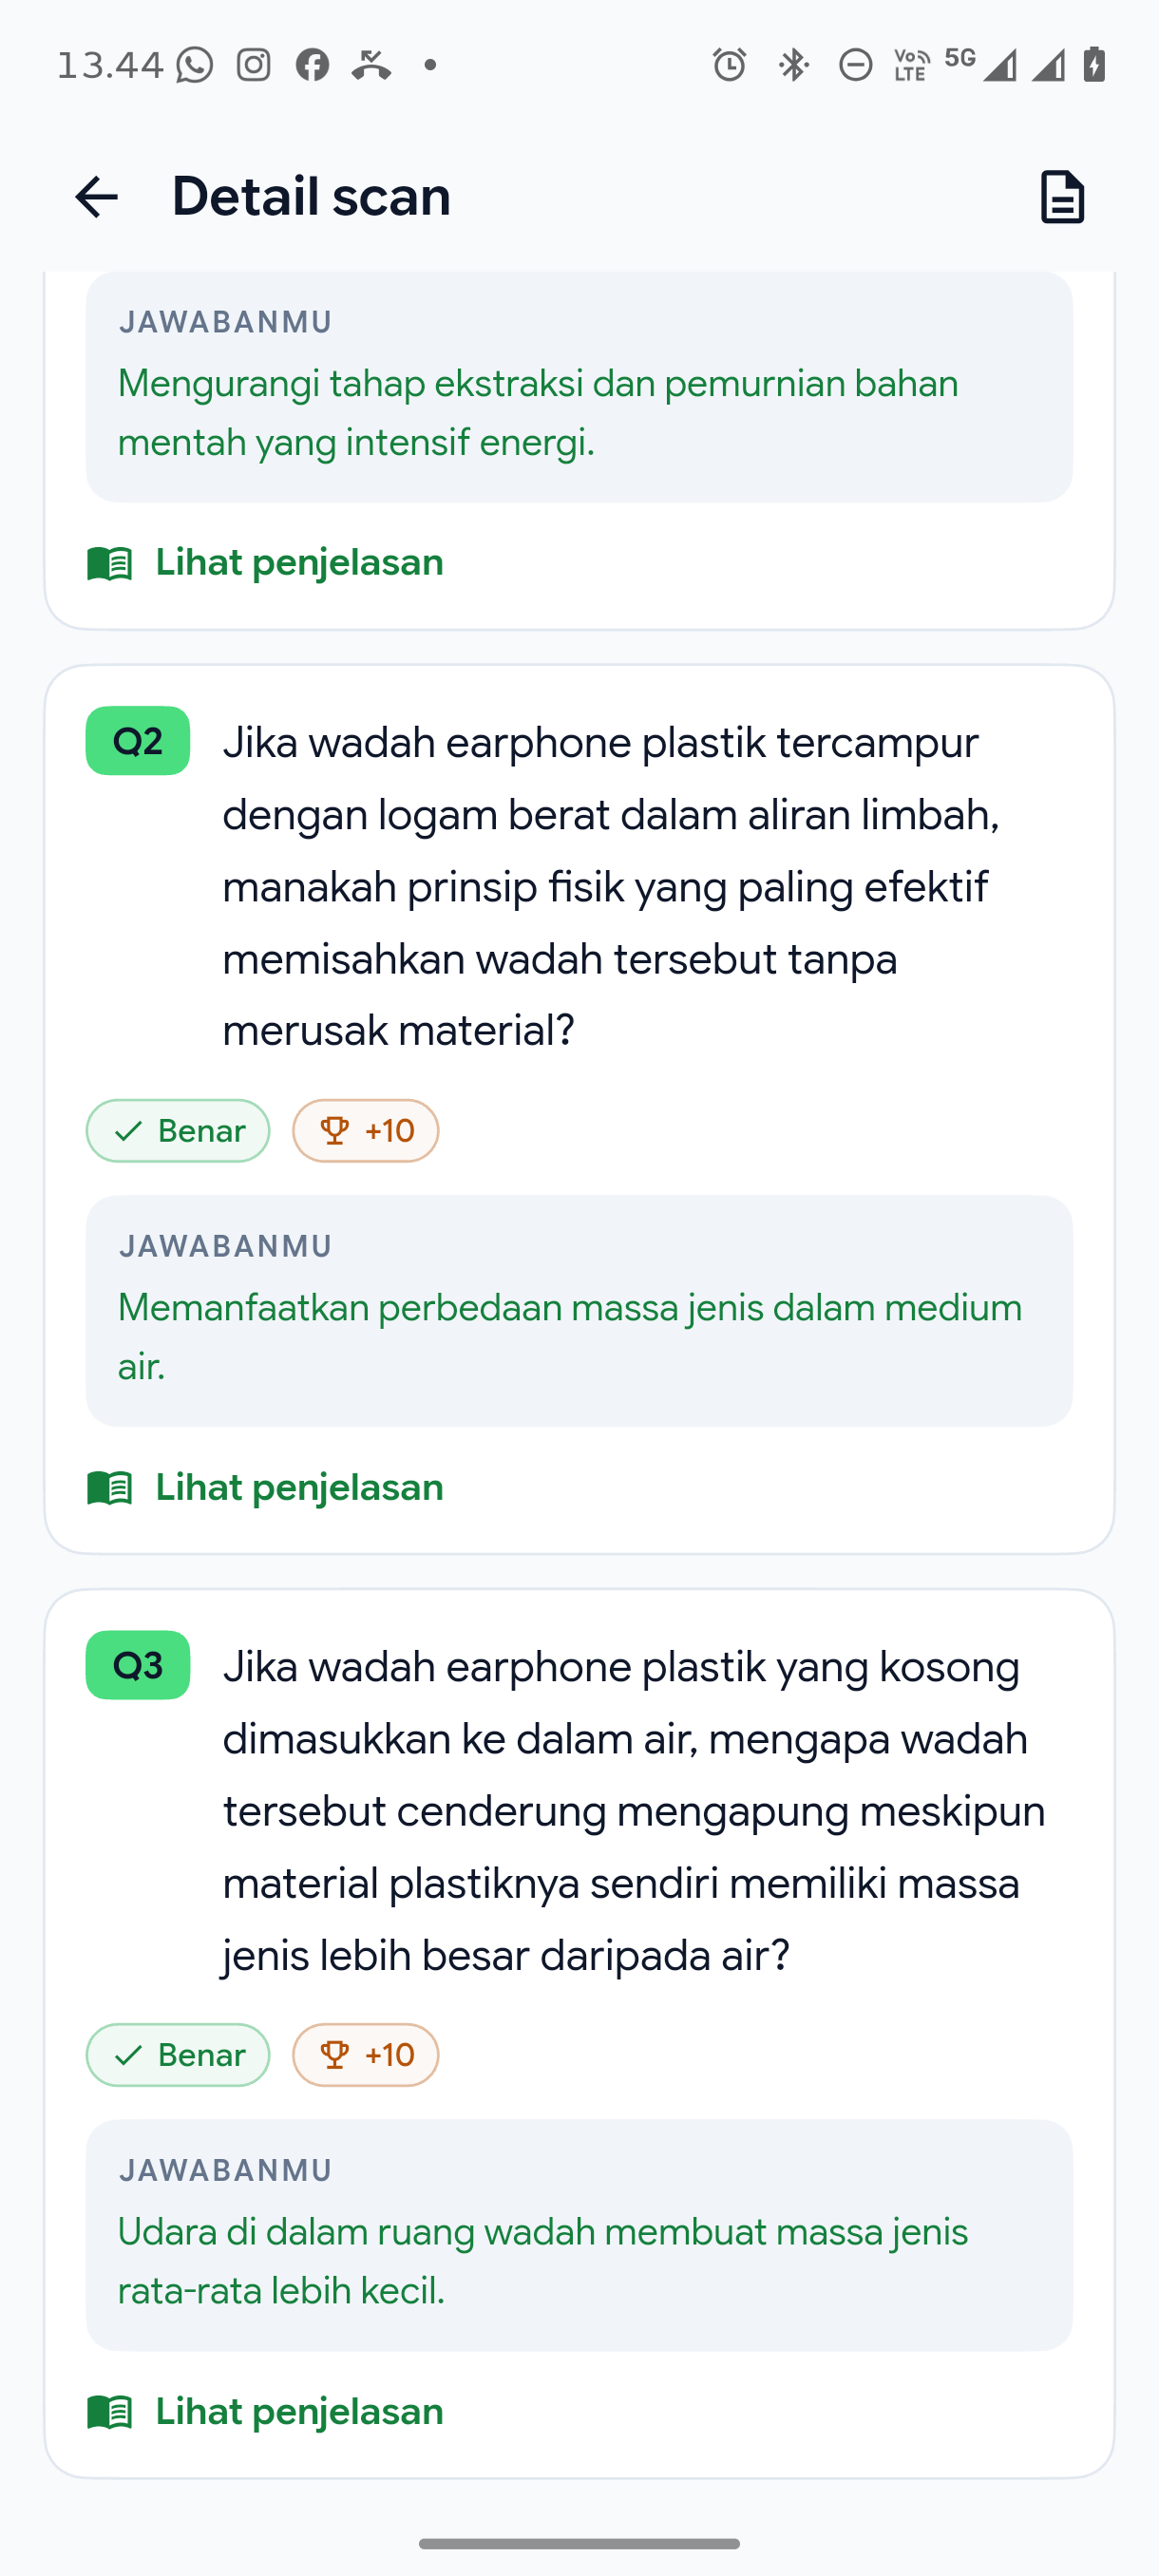 13.44
Vo LTE 5G
Detail scan
JAWABANMU
Mengurangi tahap ekstraksi dan pemurnian bahan
mentah yang intensif energi.
Lihat penjelasan
Q2
Jika wadah earphone plastik tercampur
dengan logam berat dalam aliran limbah,
manakah prinsip fisik yang paling efektif
memisahkan wadah tersebut tanpa
merusak material?
Benar
+10
JAWABANMU
Memanfaatkan perbedaan massa jenis dalam medium
air.
Lihat penjelasan
Q3
Jika wadah earphone plastik yang kosong
dimasukkan ke dalam air, mengapa wadah
tersebut cenderung mengapung meskipun
material plastiknya sendiri memiliki massa
jenis lebih besar daripada air?
Benar
+10
JAWABANMU
Udara di dalam ruang wadah membuat massa jenis
rata-rata lebih kecil.
Lihat penjelasan